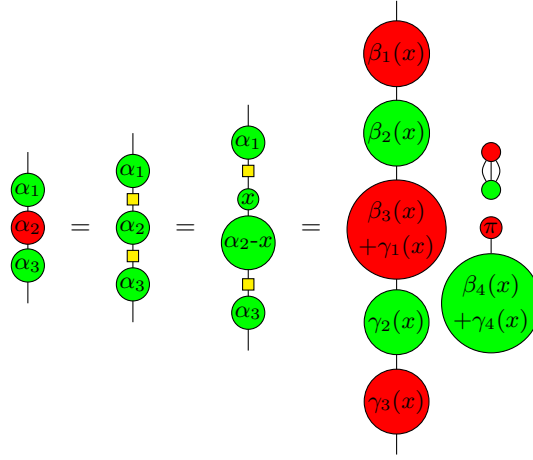 α₁
α₂
α₃
=
α₁
α₂
α₃
=
α₁
x
α₂-x
α₃
=
β₁(x)
β₂(x)
β₃(x)
+γ₁(x)
γ₂(x)
γ₃(x)
π
β₄(x)
+γ₄(x)